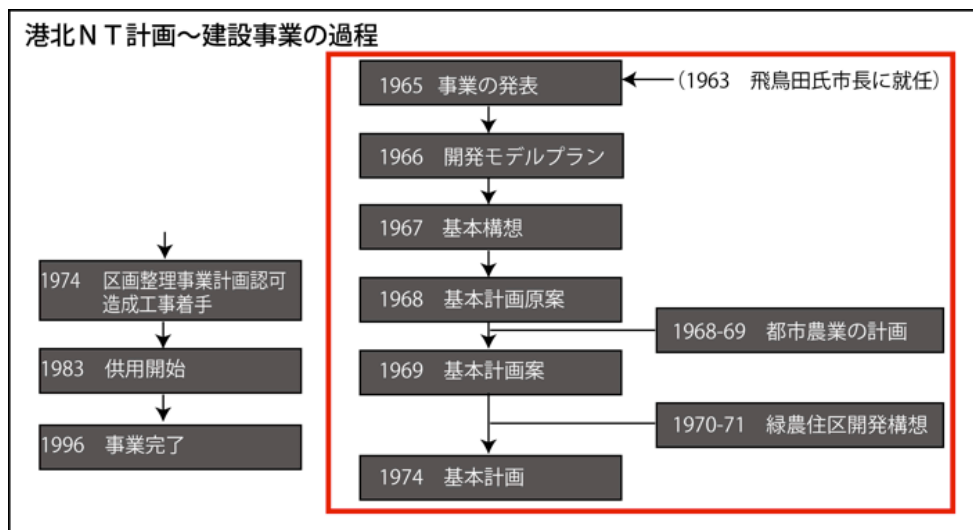 港北ＮＴ計画～建設事業の過程
1965 事業の発表
（1963　飛鳥田氏市長に就任）
1966　開発モデルプラン
1967　基本構想
1968　基本計画原案
1968-69　都市農業の計画
1969　基本計画案
1970-71　緑農住区開発構想
1974　基本計画
1974　区画整理事業計画認可
造成工事着手
1983　供用開始
1996　事業完了